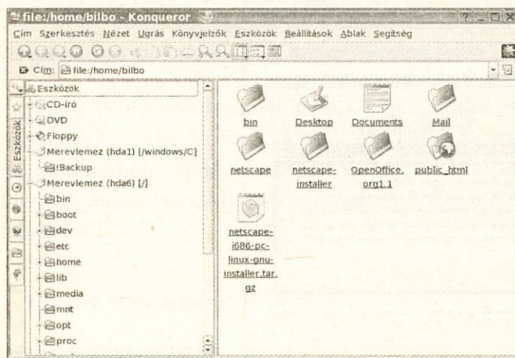 file:/home/bilbo - Konqueror
Cím Szerkesztés Nézet Ugrás Könyvjelzők Eszközök Beállítások Ablak Segítség
Cím: file:/home/bilbo
Eszközök
Eszközök
CD-író
DVD
Floppy
Merevlemez (hda1) [/windows/C]
!Backup
Merevlemez (hda6) [/]
bin
boot
dev
etc
home
lib
media
mnt
opt
proc
bin
Desktop
Documents
Mail
netscape
netscape-
installer
OpenOffice.
org1.1
public_html
netscape-
i686-pc-
linux-gnu-
installer.tar.
gz